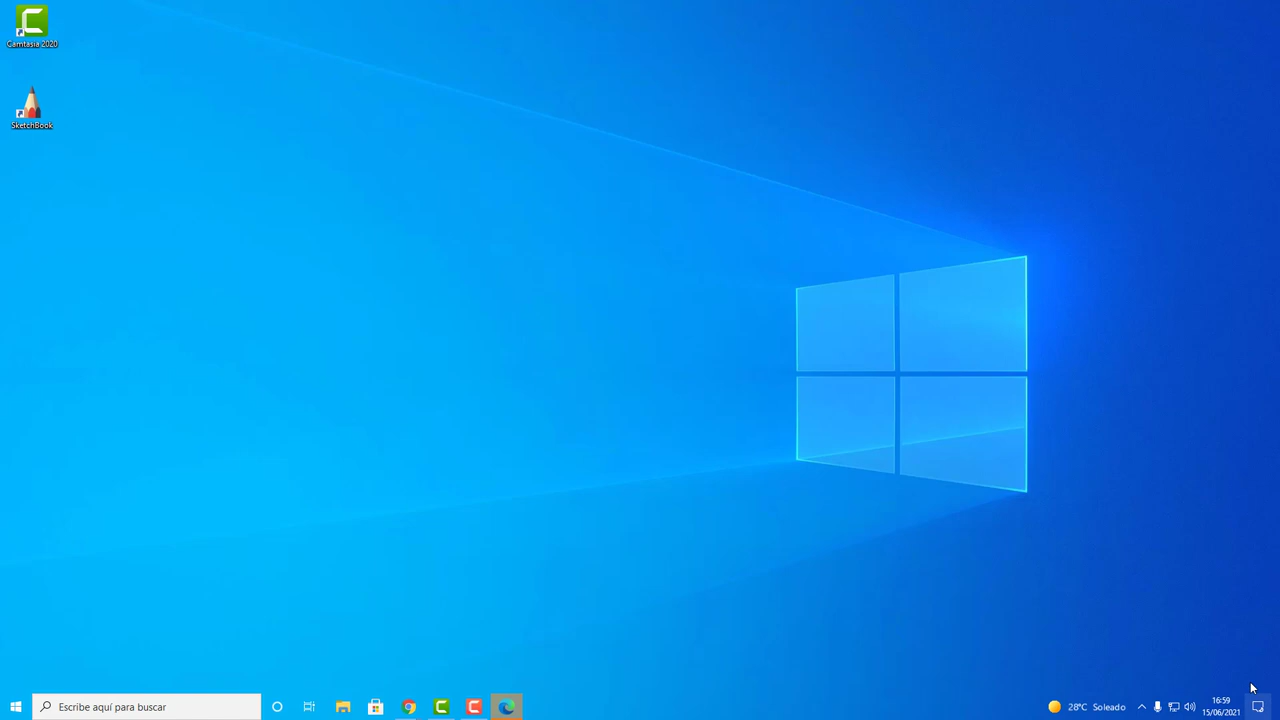 Camtasia 2020
SketchBook
Escribe aquí para buscar
28°C Soleado
16:59
15/06/2021